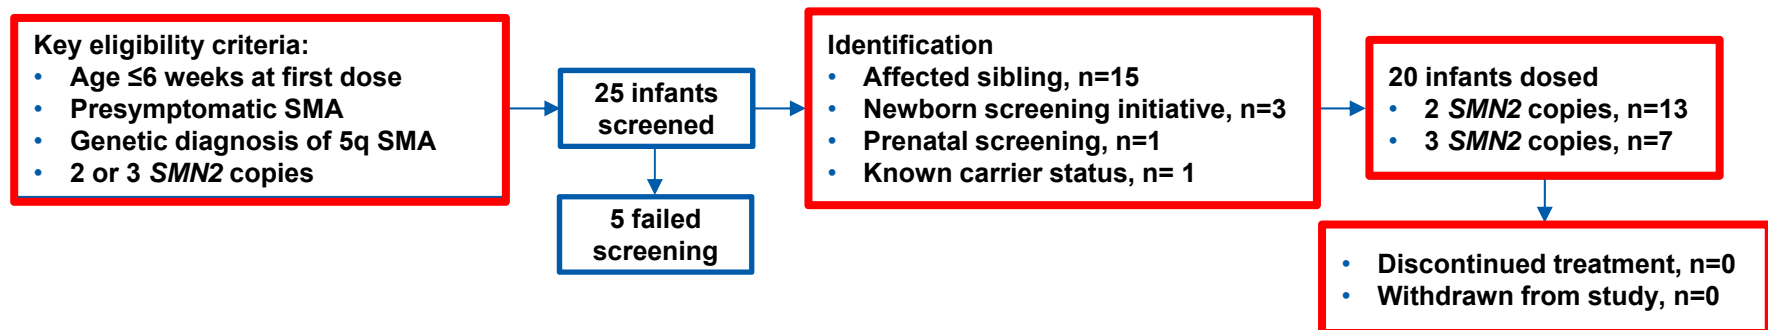 Key eligibility criteria:
• Age ≤6 weeks at first dose
• Presymptomatic SMA
• Genetic diagnosis of 5q SMA
• 2 or 3 SMN2 copies
25 infants
screened
5 failed
screening
Identification
• Affected sibling, n=15
• Newborn screening initiative, n=3
• Prenatal screening, n=1
• Known carrier status, n= 1
20 infants dosed
• 2 SMN2 copies, n=13
• 3 SMN2 copies, n=7
• Discontinued treatment, n=0
• Withdrawn from study, n=0